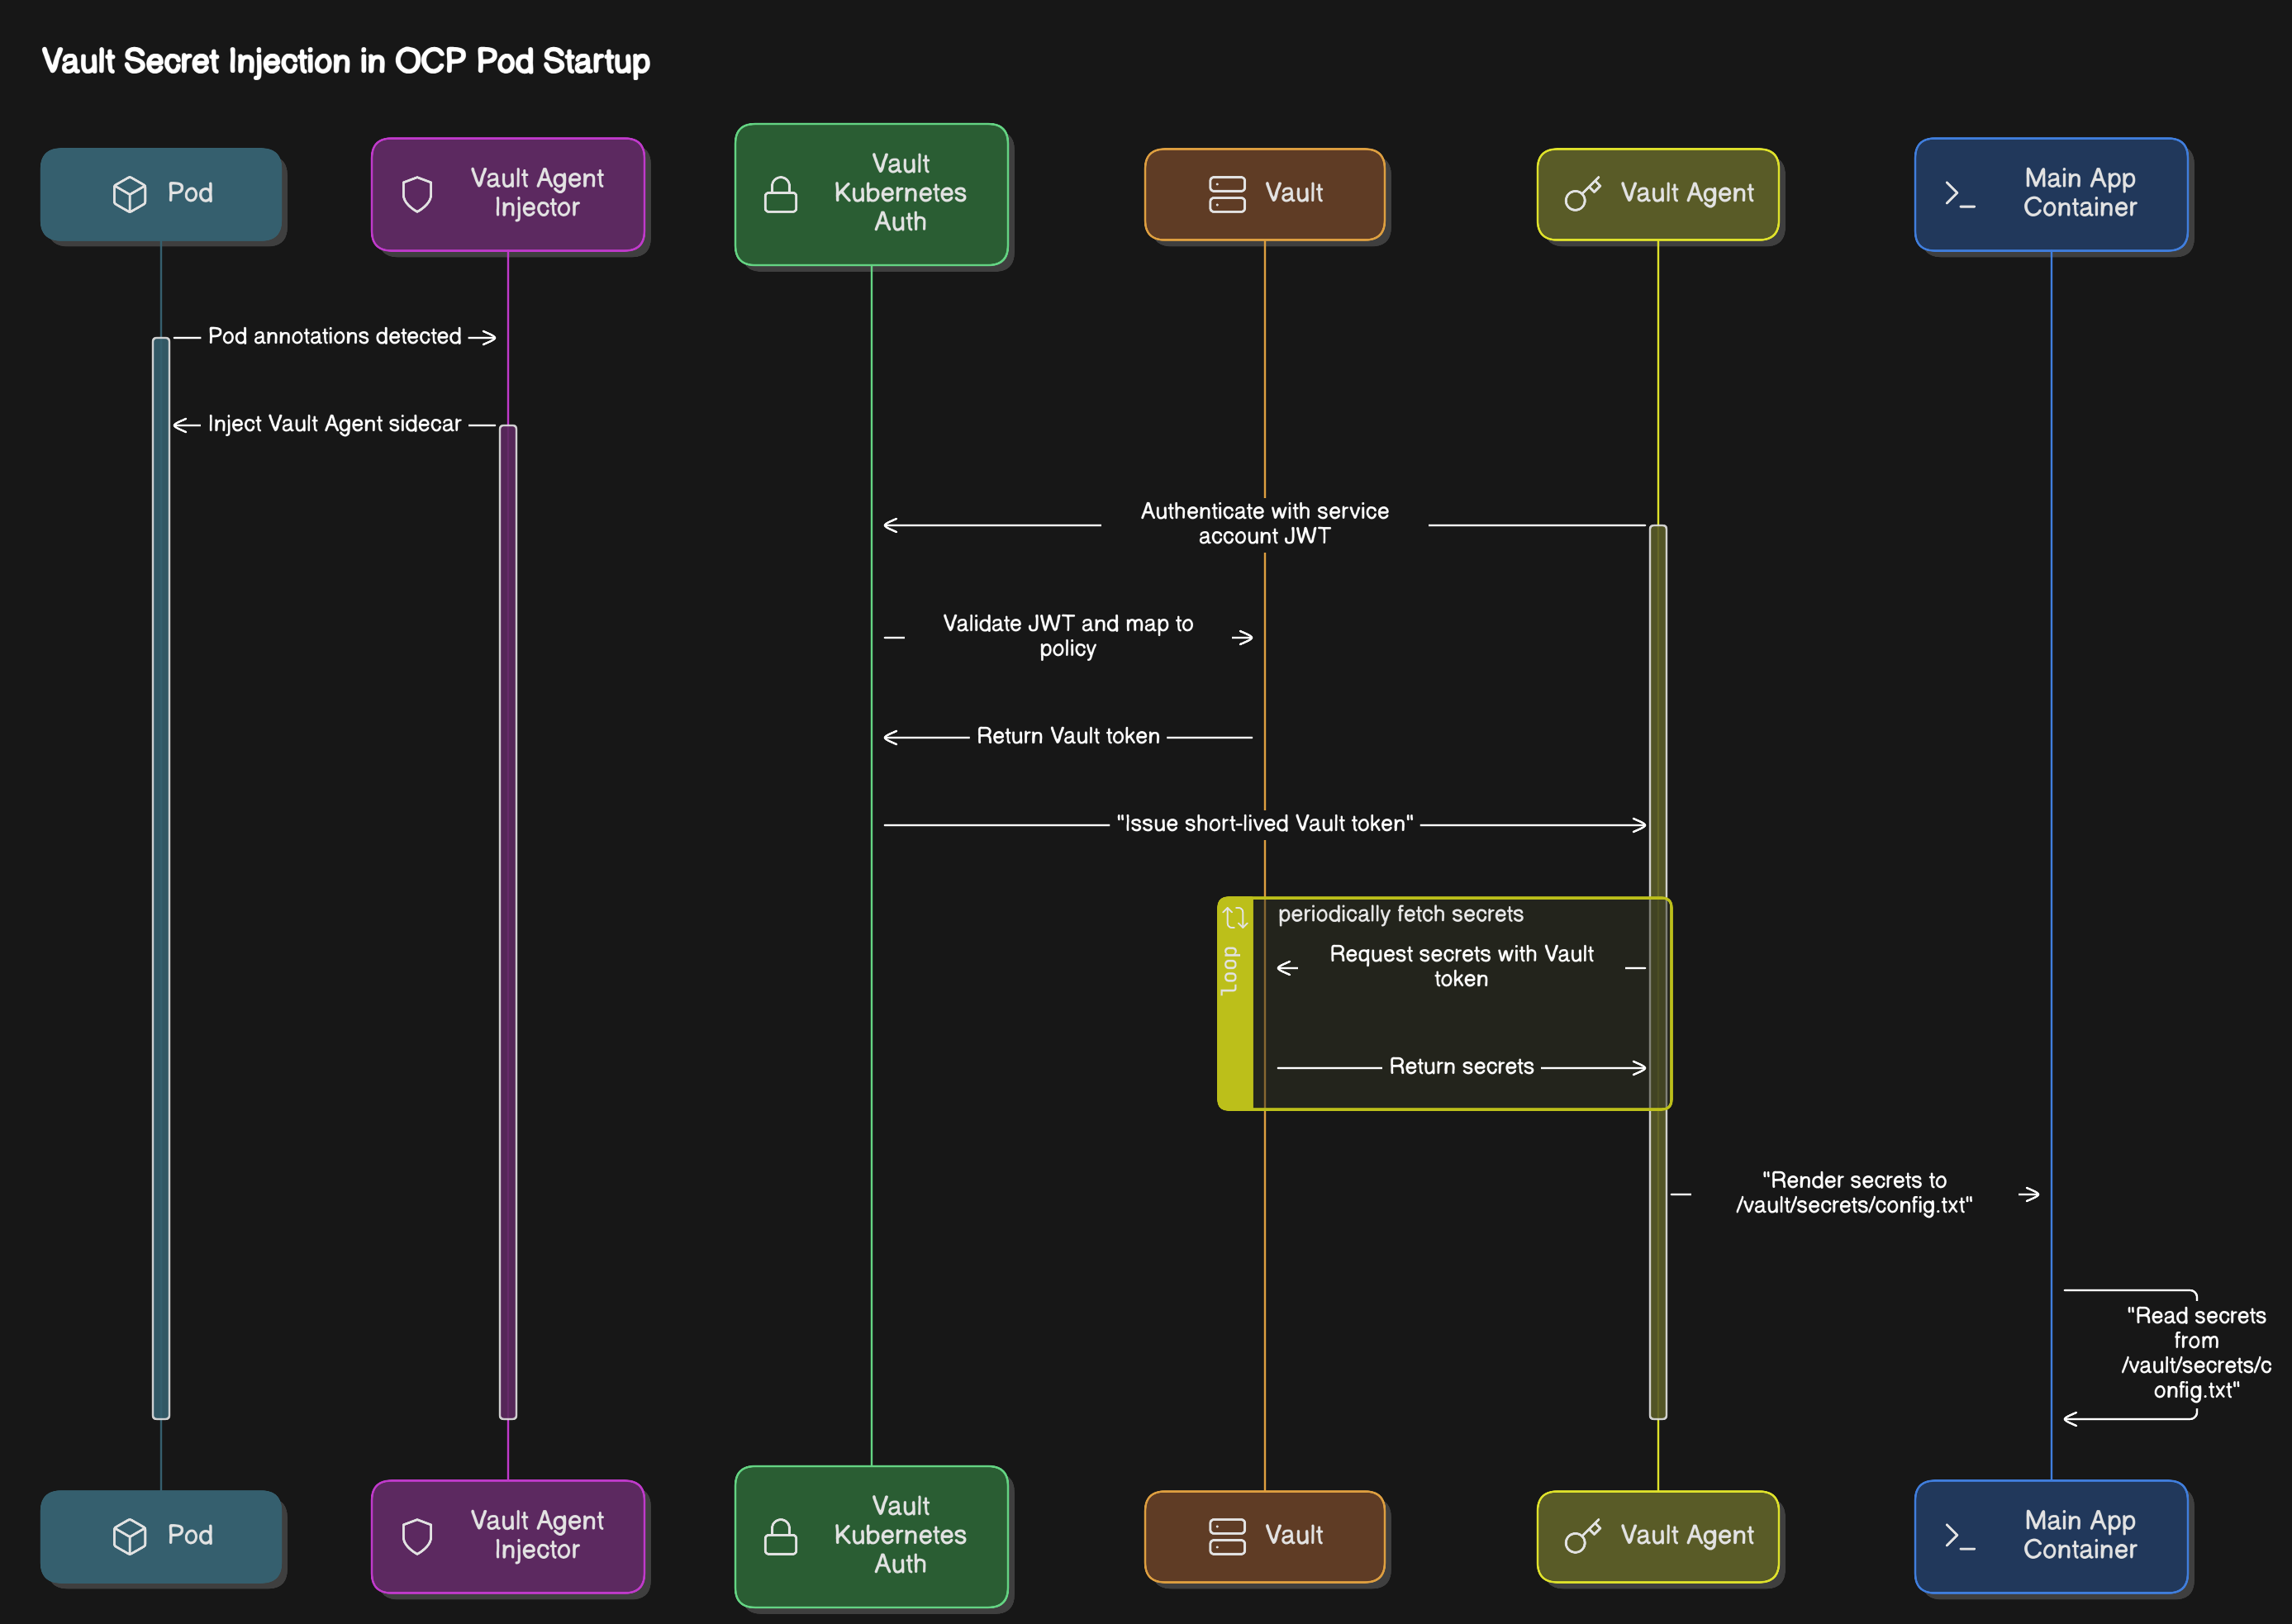 Vault Secret Injection in OCP Pod Startup
Pod
Vault Agent
Injector
Vault
Kubernetes
Auth
Vault
Vault Agent
Main App
Container
Pod annotations detected
Inject Vault Agent sidecar
Authenticate with service
account JWT
Validate JWT and map to
policy
Return Vault token
"Issue short-lived Vault token"
loop
periodically fetch secrets
Request secrets with Vault
token
Return secrets
"Render secrets to
/vault/secrets/config.txt"
"Read secrets
from
/vault/secrets/c
onfig.txt"
Pod
Vault Agent
Injector
Vault
Kubernetes
Auth
Vault
Vault Agent
Main App
Container